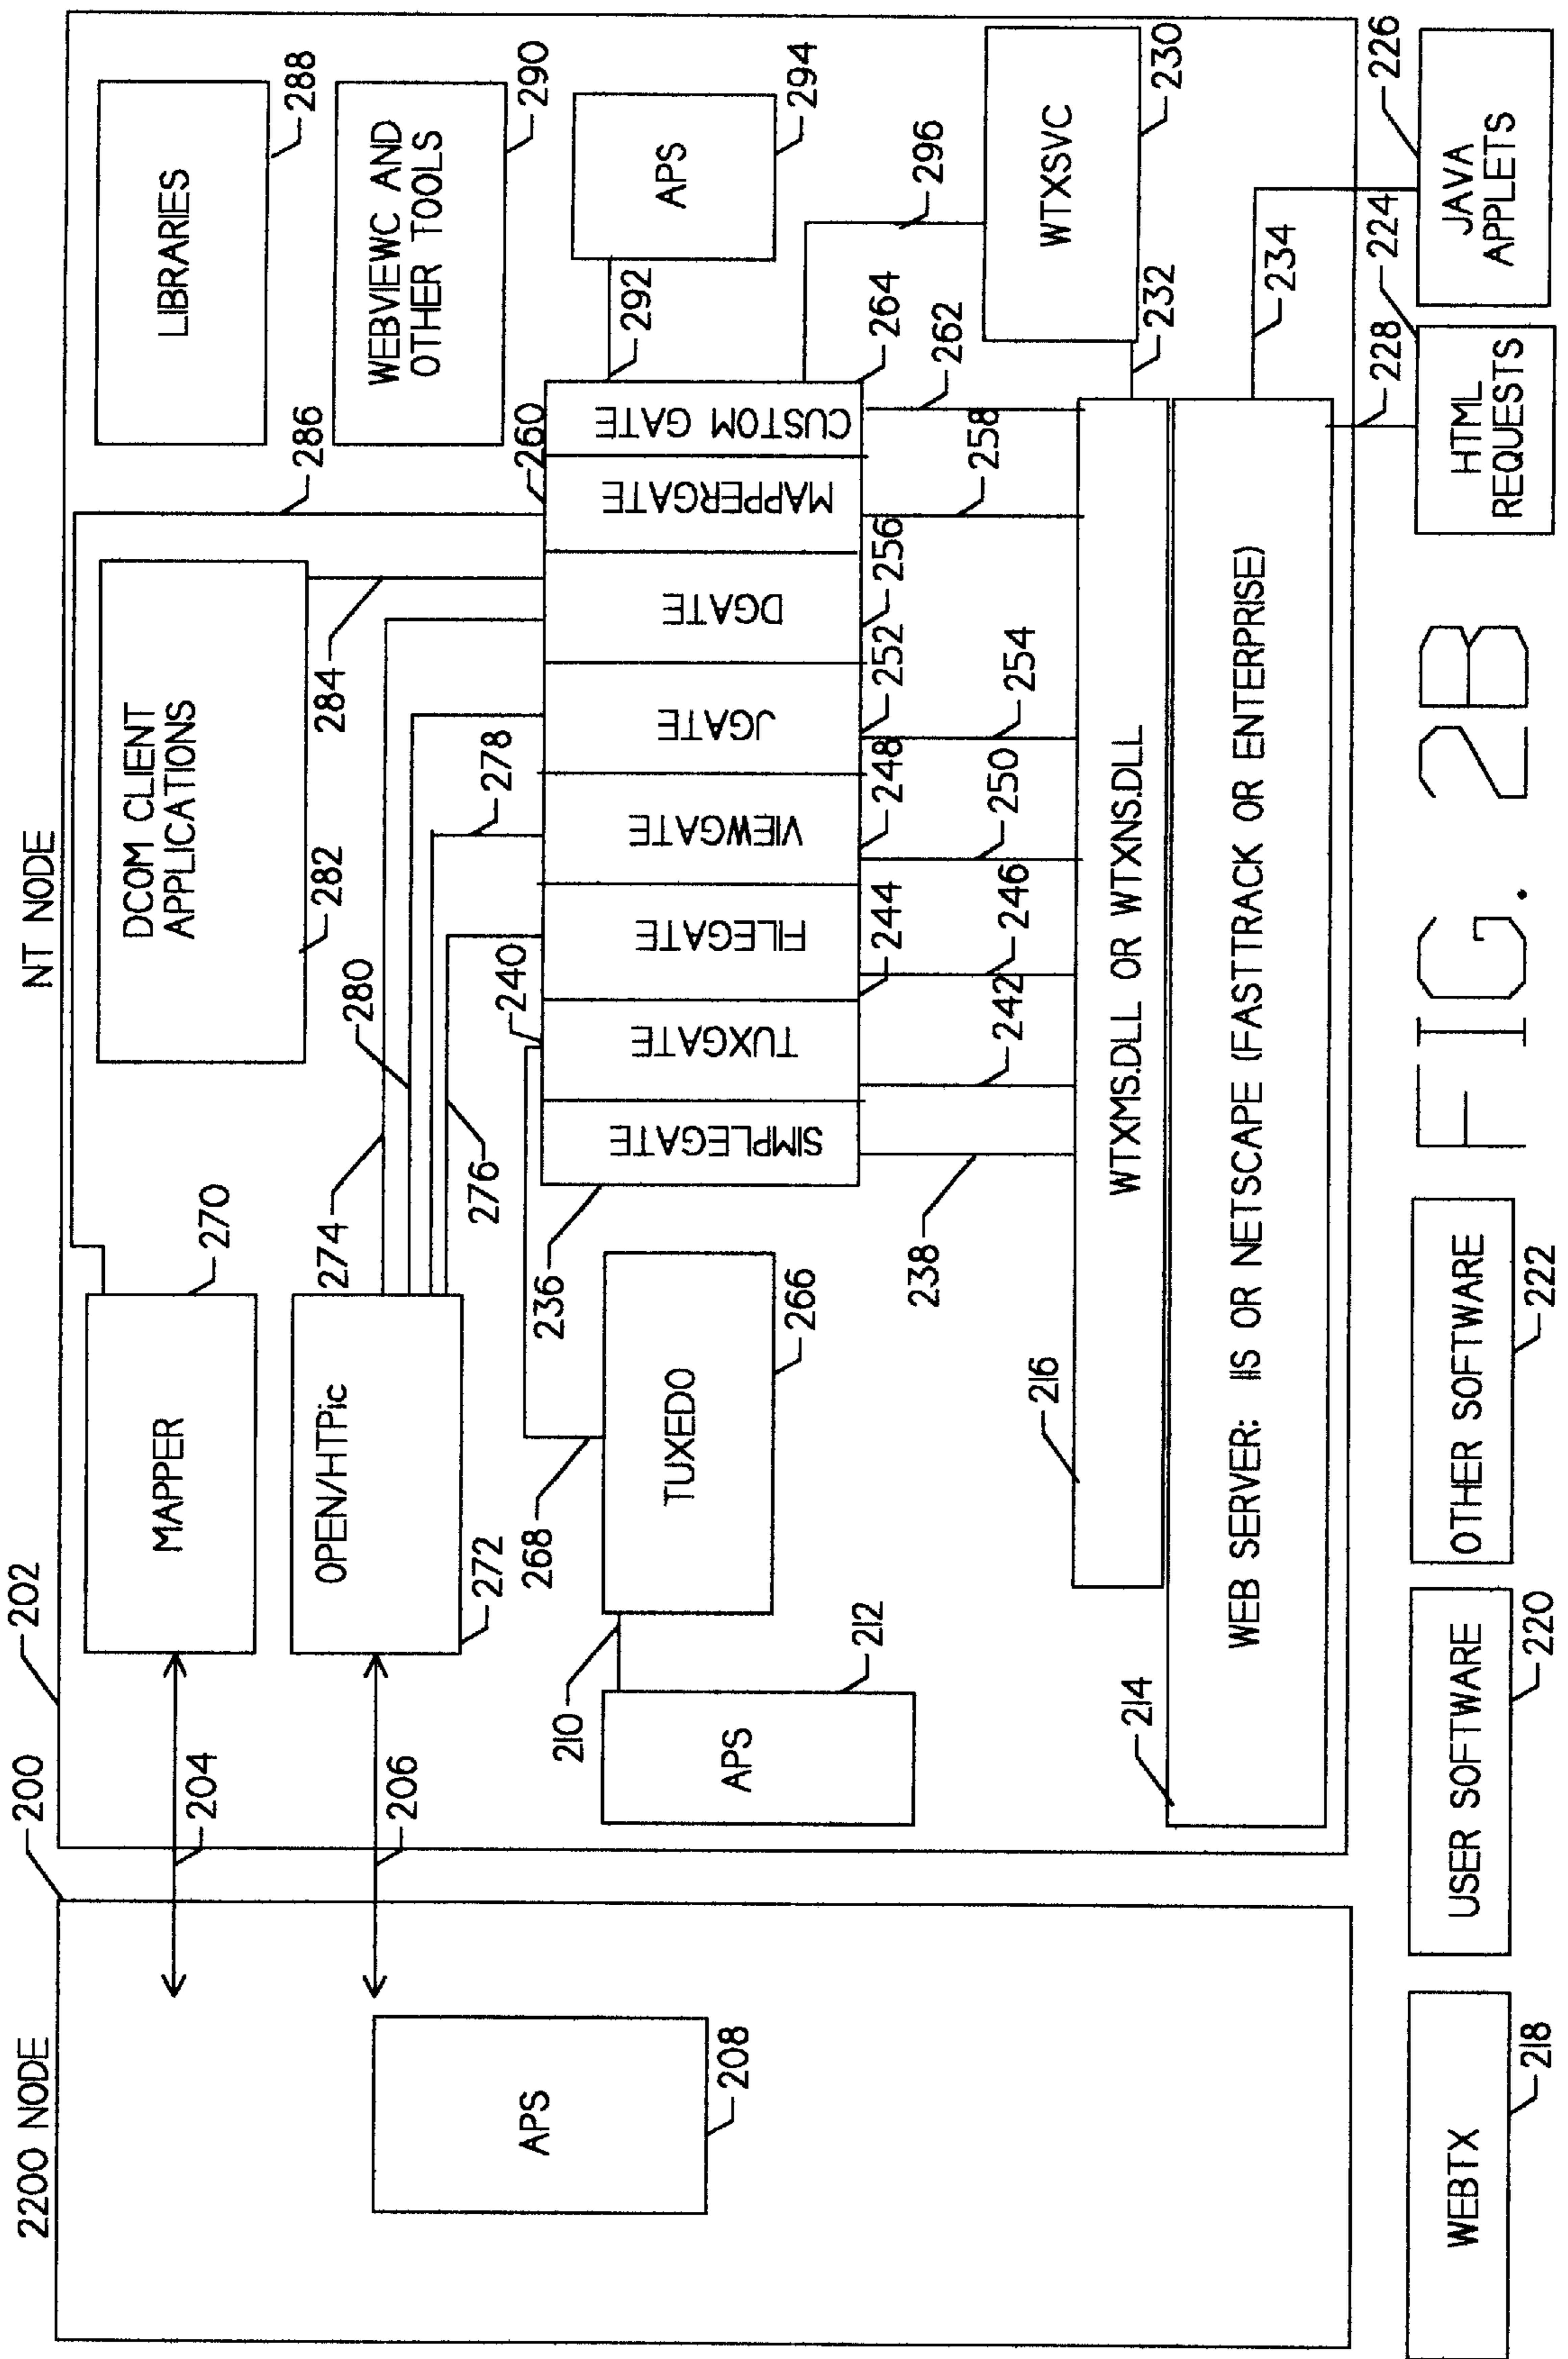 2200 NODE
200
APS
208
204
206
NT NODE
202
MAPPER
270
OPEN/HTPic
272
274
280
276
278
DCOM CLIENT
APPLICATIONS
282
284
286
LIBRARIES
288
WEBVIEWC AND
OTHER TOOLS
290
APS
294
292
296
APS
212
210
TUXEDO
266
268
236
240
260
SIMPLEGATE
TUXGATE
FILEGATE
VIEWGATE
JGATE
DGATE
MAPPERGATE
CUSTOM GATE
264
238
242
244
246
248
250
252
254
256
258
262
WTXSVC
230
232
216
WTXMS.DLL OR WTXNS.DLL
214
WEB SERVER: IIS OR NETSCAPE (FASTTRACK OR ENTERPRISE)
234
228
224
226
WEBTX
218
USER SOFTWARE
220
OTHER SOFTWARE
222
HTML
REQUESTS
JAVA
APPLETS
FIG. 2B